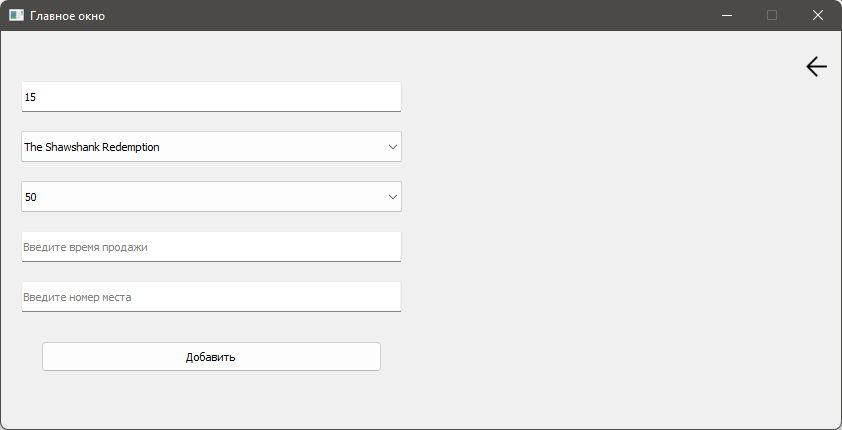 Главное окно
15
The Shawshank Redemption
50
Введите время продажи
Введите номер места
Добавить